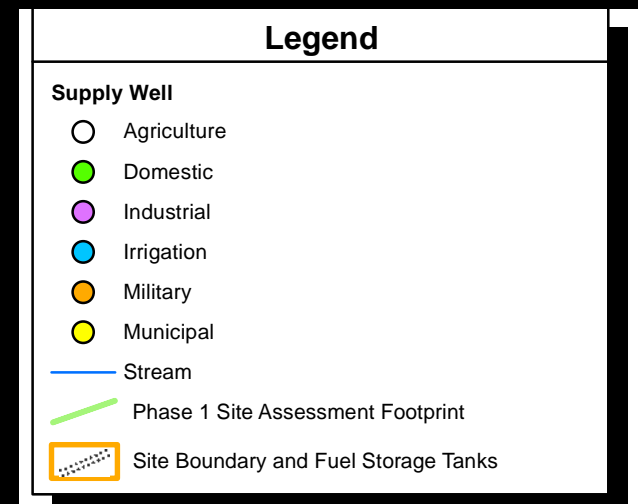 Legend
Supply Well
Agriculture
Domestic
Industrial
Irrigation
Military
Municipal
Stream
Phase 1 Site Assessment Footprint
Site Boundary and Fuel Storage Tanks